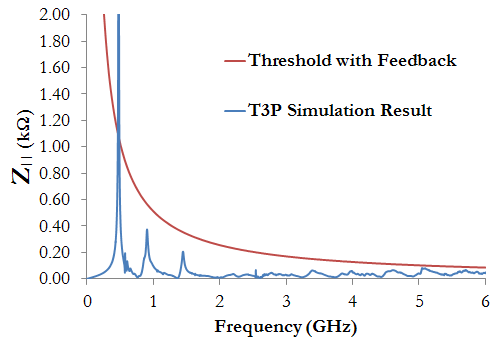 2.00
1.80
1.60
1.40
1.20
1.00
0.80
0.60
0.40
0.20
0.00
Z|| (kΩ)
Threshold with Feedback
T3P Simulation Result
0 1 2 3 4 5 6
Frequency (GHz)